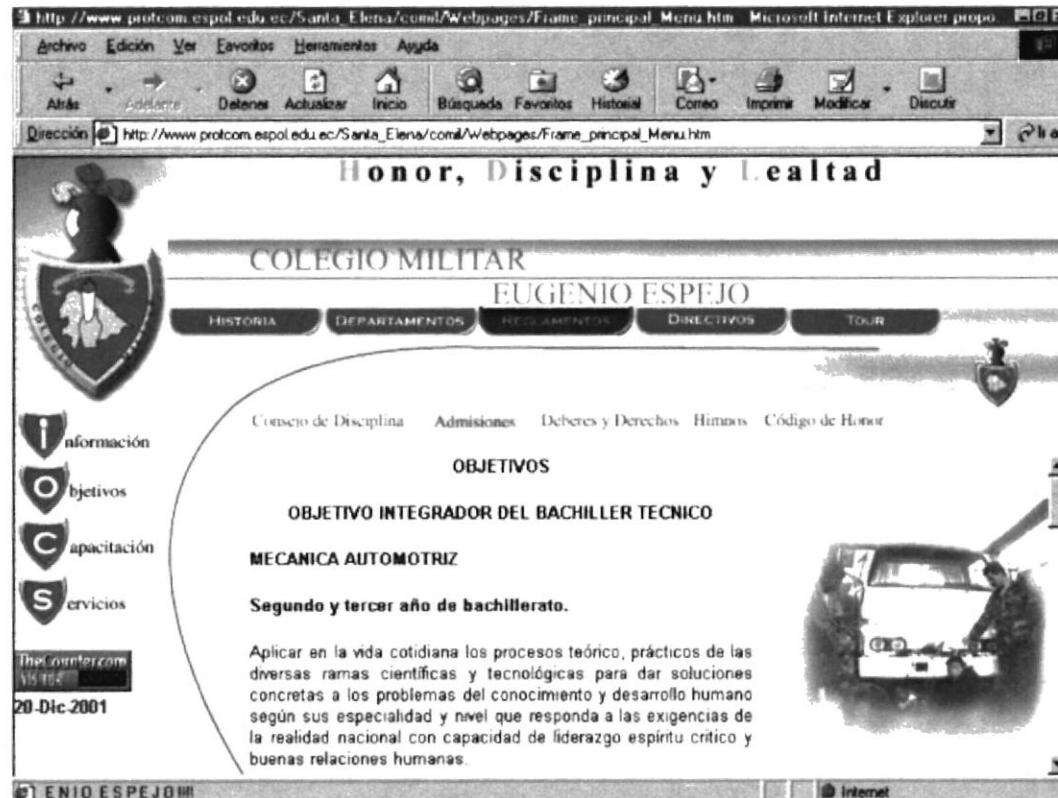 http://www.protcom.espol.edu.ec/Santa_Elena/comil/Webpages/Frame_principal_Menu.htm Microsoft Internet Explorer propo.
Archivo Edición Ver Favoritos Herramientas Ayuda
Atrás Adelante Detener Actualizar Inicio Búsqueda Favoritos Historial Correo Imprimir Modificar Discutir
Dirección http://www.protcom.espol.edu.ec/Santa_Elena/comil/Webpages/Frame_principal_Menu.htm Ir a
Honor, Disciplina y Lealtad
COLEGIO MILITAR
EUGENIO ESPEJO
HISTORIA DEPARTAMENTOS REGLAMENTOS DIRECTIVOS TOUR
COLEGIO
Consejo de Disciplina Admisiones Deberes y Derechos Himnos Código de Honor
Información
Objetivos
Capacitación
Servicios
TheCounter.com
20-Dic-2001
OBJETIVOS
OBJETIVO INTEGRADOR DEL BACHILLER TECNICO
MECANICA AUTOMOTRIZ
Segundo y tercer año de bachillerato.
Aplicar en la vida cotidiana los procesos teórico, prácticos de las
diversas ramas científicas y tecnológicas para dar soluciones
concretas a los problemas del conocimiento y desarrollo humano
según sus especialidad y nivel que responda a las exigencias de
la realidad nacional con capacidad de liderazgo espíritu critico y
buenas relaciones humanas.
ENIO ESPEJO!!!! Internet